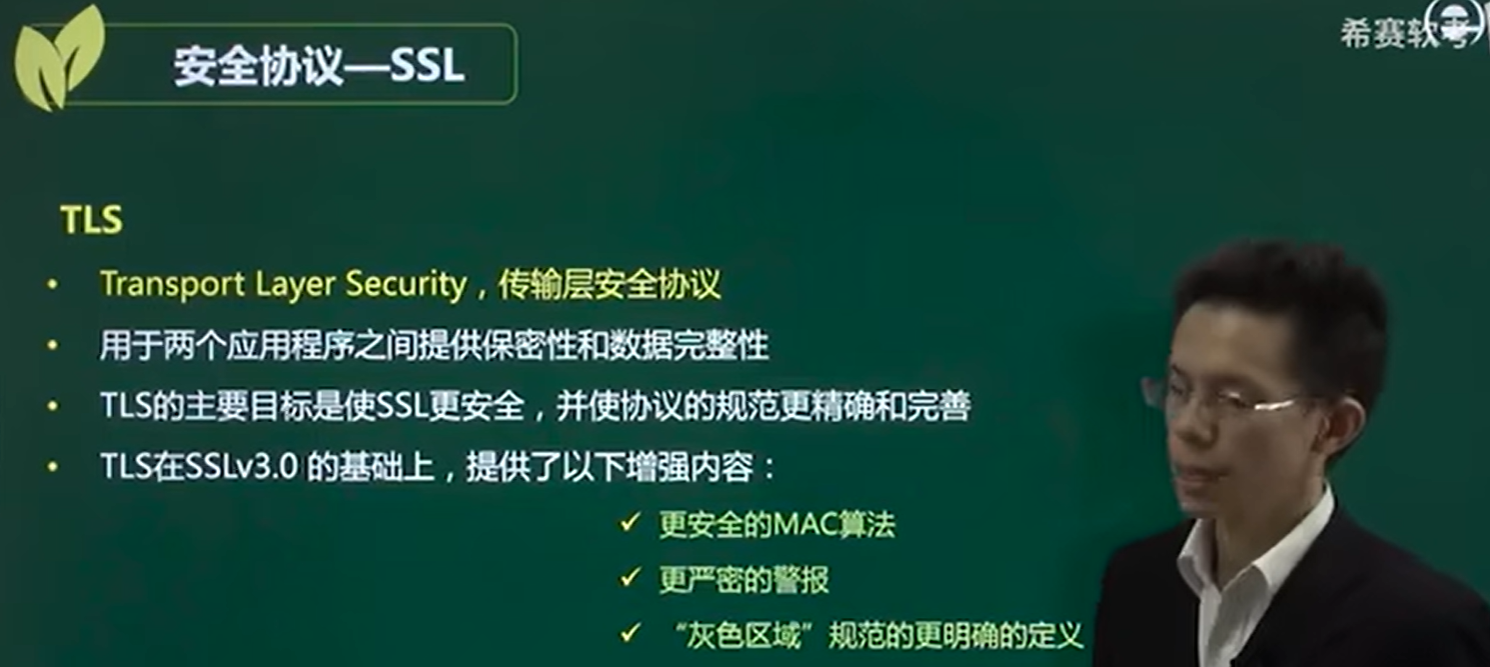 希赛软考
安全协议—SSL
TLS
• Transport Layer Security，传输层安全协议
• 用于两个应用程序之间提供保密性和数据完整性
• TLS的主要目标是使SSL更安全，并使协议的规范更精确和完善
• TLS在SSLv3.0 的基础上，提供了以下增强内容：
✓ 更安全的MAC算法
✓ 更严密的警报
✓ “灰色区域”规范的更明确的定义